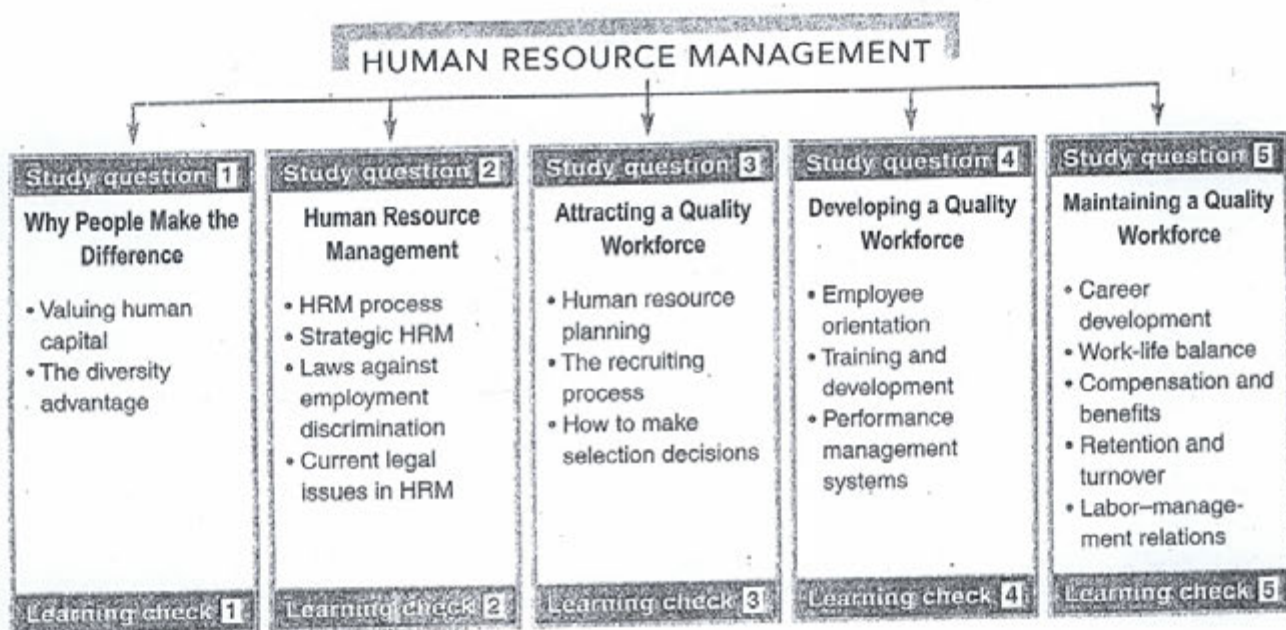 HUMAN RESOURCE MANAGEMENT
Study question 1
Why People Make the
Difference
• Valuing human
capital
• The diversity
advantage
Learning check 1
Study question 2
Human Resource
Management
• HRM process
• Strategic HRM
• Laws against
employment
discrimination
• Current legal
issues in HRM
Learning check 2
Study question 3
Attracting a Quality
Workforce
• Human resource
planning
• The recruiting
process
• How to make
selection decisions
Learning check 3
Study question 4
Developing a Quality
Workforce
• Employee
orientation
• Training and
development
• Performance
management
systems
Learning check 4
Study question 5
Maintaining a Quality
Workforce
• Career
development
• Work-life balance
• Compensation and
benefits
• Retention and
turnover
• Labor–manage-
ment relations
Learning check 5